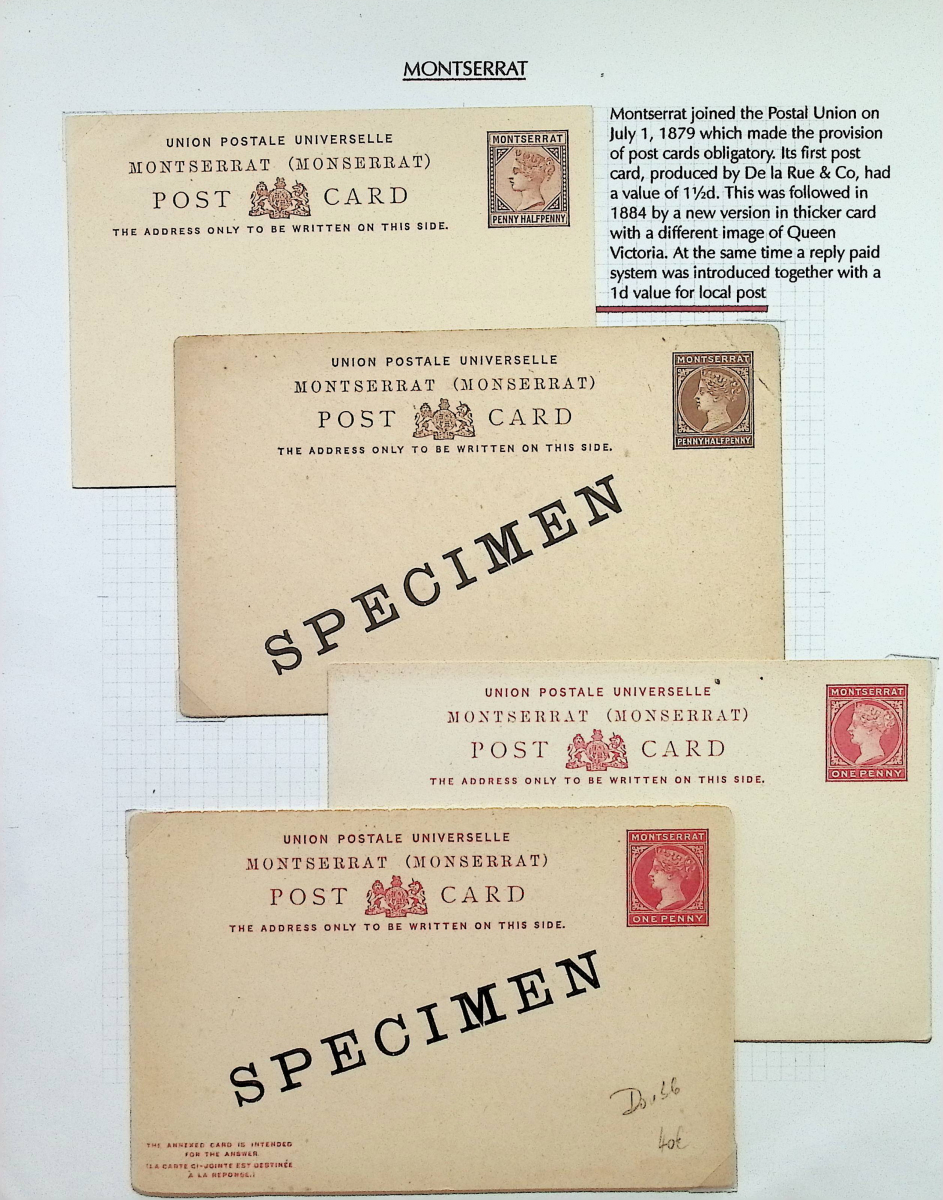 MONTSERRAT
Montserrat joined the Postal Union on
July 1, 1879 which made the provision
of post cards obligatory. Its first post
card, produced by De la Rue & Co, had
a value of 1½d. This was followed in
1884 by a new version in thicker card
with a different image of Queen
Victoria. At the same time a reply paid
system was introduced together with a
1d value for local post
UNION POSTALE UNIVERSELLE
MONTSERRAT (MONSERRAT)
POST CARD
THE ADDRESS ONLY TO BE WRITTEN ON THIS SIDE.
MONTSERRAT
PENNY HALFPENNY
UNION POSTALE UNIVERSELLE
MONTSERRAT (MONSERRAT)
POST CARD
THE ADDRESS ONLY TO BE WRITTEN ON THIS SIDE.
MONTSERRAT
PENNY HALFPENNY
SPECIMEN
UNION POSTALE UNIVERSELLE
MONTSERRAT (MONSERRAT)
POST CARD
THE ADDRESS ONLY TO BE WRITTEN ON THIS SIDE.
MONTSERRAT
ONE PENNY
UNION POSTALE UNIVERSELLE
MONTSERRAT (MONSERRAT)
POST CARD
THE ADDRESS ONLY TO BE WRITTEN ON THIS SIDE.
MONTSERRAT
ONE PENNY
SPECIMEN
40£
THE ANNEXED CARD IS INTENDED
FOR THE ANSWER
(LA CARTE CI-JOINTE EST DESTINÉE
À LA RÉPONSE.)